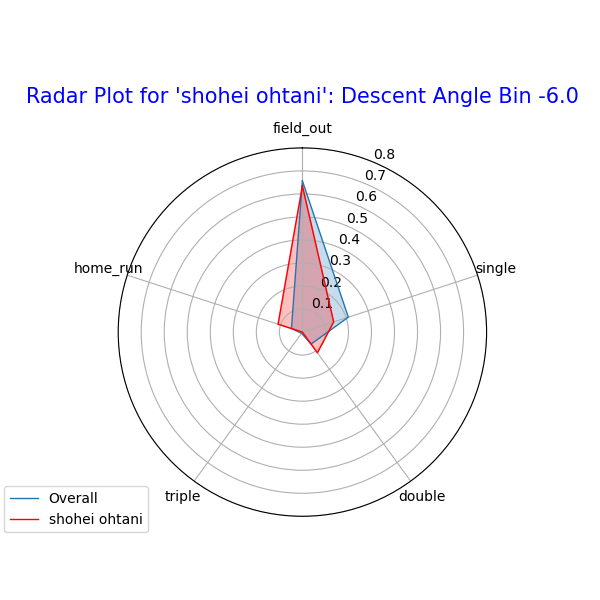 Radar Plot for 'shohei ohtani': Descent Angle Bin -6.0
field_out
0.8
0.7
0.6
0.5
0.4
0.3
0.2
0.1
home_run
single
triple
double
Overall
shohei ohtani